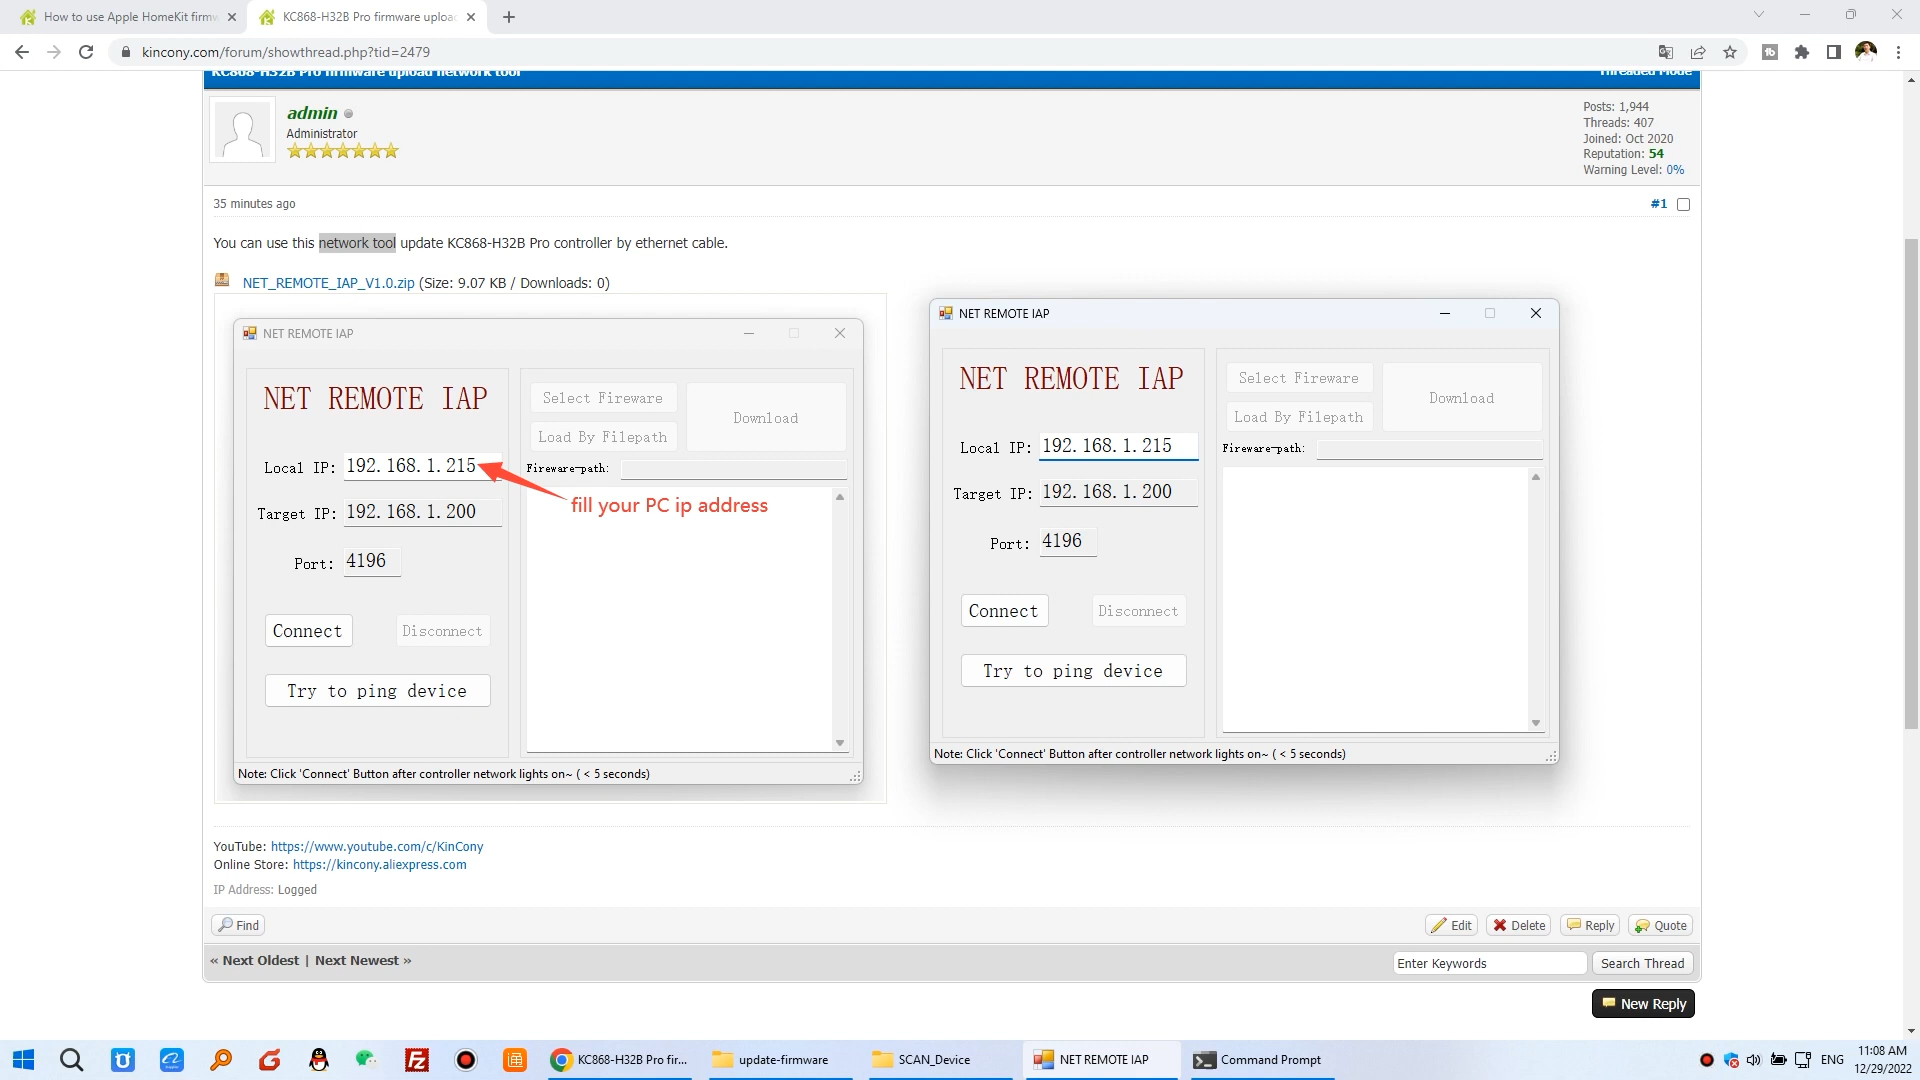 How to use Apple HomeKit firmw
KC868-H32B Pro firmware uploa
kincony.com/forum/showthread.php?tid=2479
KC868-H32B Pro firmware upload network tool
Threaded Mode
admin
Administrator
Posts: 1,944
Threads: 407
Joined: Oct 2020
Reputation: 54
Warning Level: 0%
35 minutes ago
#1
You can use this network tool update KC868-H32B Pro controller by ethernet cable.
NET_REMOTE_IAP_V1.0.zip (Size: 9.07 KB / Downloads: 0)
NET REMOTE IAP
NET REMOTE IAP
Select Fireware
Load By Filepath
Download
Fireware-path:
Local IP: 192.168.1.215
fill your PC ip address
Target IP: 192.168.1.200
Port: 4196
Connect
Disconnect
Try to ping device
Note: Click 'Connect' Button after controller network lights on~ ( < 5 seconds)
NET REMOTE IAP
NET REMOTE IAP
Select Fireware
Load By Filepath
Download
Fireware-path:
Local IP: 192.168.1.215
Target IP: 192.168.1.200
Port: 4196
Connect
Disconnect
Try to ping device
Note: Click 'Connect' Button after controller network lights on~ ( < 5 seconds)
YouTube: https://www.youtube.com/c/KinCony
Online Store: https://kincony.aliexpress.com
IP Address: Logged
Find
Edit
Delete
Reply
Quote
« Next Oldest | Next Newest »
Enter Keywords
Search Thread
New Reply
KC868-H32B Pro fir...
update-firmware
SCAN_Device
NET REMOTE IAP
Command Prompt
ENG
11:08 AM
12/29/2022